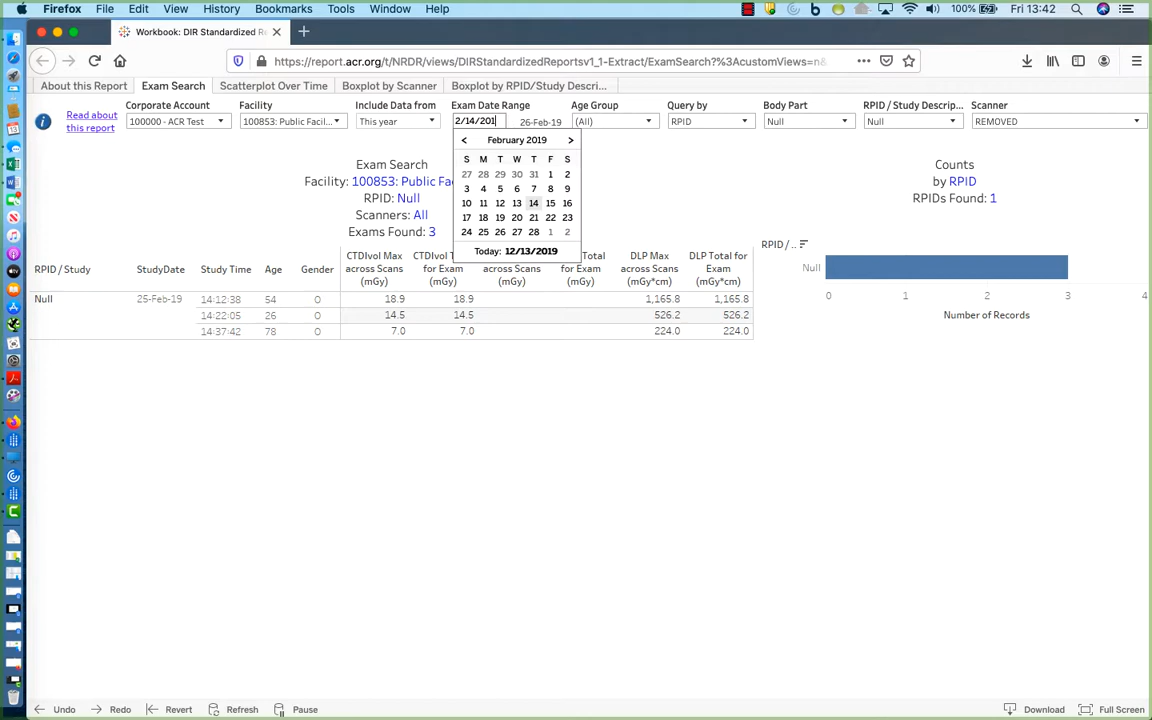 Firefox File Edit View History Bookmarks Tools Window Help 100% Fri 13:42
Workbook: DIR Standardized R
https://report.acr.org/t/NRDR/views/DIRStandardizedReportsv1_1-Extract/ExamSearch?%3AcustomViews=n&
About this Report Exam Search Scatterplot Over Time Boxplot by Scanner Boxplot by RPID/Study Descri...
Corporate Account Facility Include Data from Exam Date Range Age Group Query by Body Part RPID / Study Descrip... Scanner
Read about this report
100000 - ACR Test 100853: Public Facil... This year 2/14/201 26-Feb-19 (All) RPID Null Null REMOVED
February 2019
S M T W T F S
27 28 29 30 31 1 2
3 4 5 6 7 8 9
10 11 12 13 14 15 16
17 18 19 20 21 22 23
24 25 26 27 28 1 2
Today: 12/13/2019
Exam Search
Facility: 100853: Public Fa
RPID: Null
Scanners: All
Exams Found: 3
Counts
by RPID
RPIDs Found: 1
RPID / Study StudyDate Study Time Age Gender
CTDIvol Max across Scans (mGy)
CTDIvol T for Exam (mGy)
across Scans (mGy)
Total for Exam (mGy)
DLP Max across Scans (mGy*cm)
DLP Total for Exam (mGy*cm)
Null 25-Feb-19 14:12:38 54 O 18.9 18.9 1,165.8 1,165.8
14:22:05 26 O 14.5 14.5 526.2 526.2
14:37:42 78 O 7.0 7.0 224.0 224.0
RPID / ..
Null
0 1 2 3 4
Number of Records
Undo Redo Revert Refresh Pause Download Full Screen